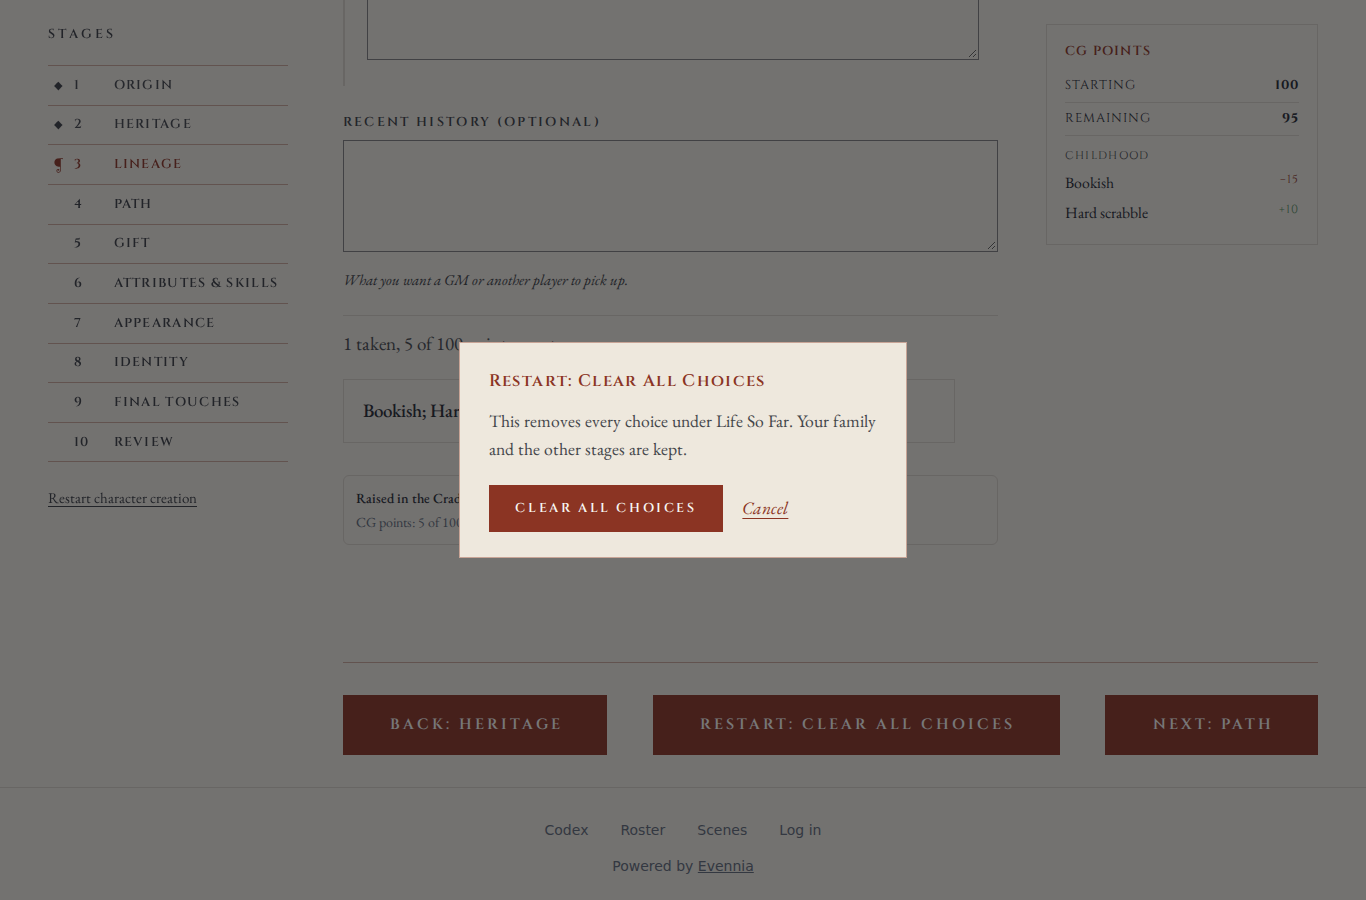 STAGES
◆ 1 ORIGIN
◆ 2 HERITAGE
¶ 3 LINEAGE
4 PATH
5 GIFT
6 ATTRIBUTES & SKILLS
7 APPEARANCE
8 IDENTITY
9 FINAL TOUCHES
10 REVIEW
Restart character creation
RECENT HISTORY (OPTIONAL)
What you want a GM or another player to pick up.
1 taken, 5 of 100
Bookish; Har
Raised in the Crad
CG points: 5 of 100
RESTART: CLEAR ALL CHOICES
This removes every choice under Life So Far. Your family
and the other stages are kept.
CLEAR ALL CHOICES Cancel
BACK: HERITAGE RESTART: CLEAR ALL CHOICES NEXT: PATH
CG POINTS
STARTING 100
REMAINING 95
CHILDHOOD
Bookish −15
Hard scrabble +10
Codex Roster Scenes Log in
Powered by Evennia